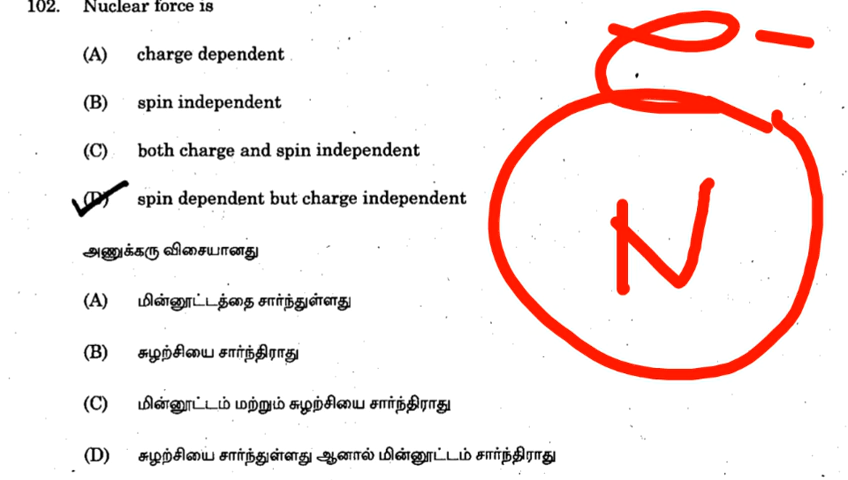 102. Nuclear force is
(A) charge dependent
(B) spin independent
(C) both charge and spin independent
(D) spin dependent but charge independent
அணுக்கரு விசையானது
(A) மின்னூட்டத்தை சார்ந்துள்ளது
(B) சுழற்சியை சார்ந்திராது
(C) மின்னூட்டம் மற்றும் சுழற்சியை சார்ந்திராது
(D) சுழற்சியை சார்ந்துள்ளது ஆனால் மின்னூட்டம் சார்ந்திராது
e-
N